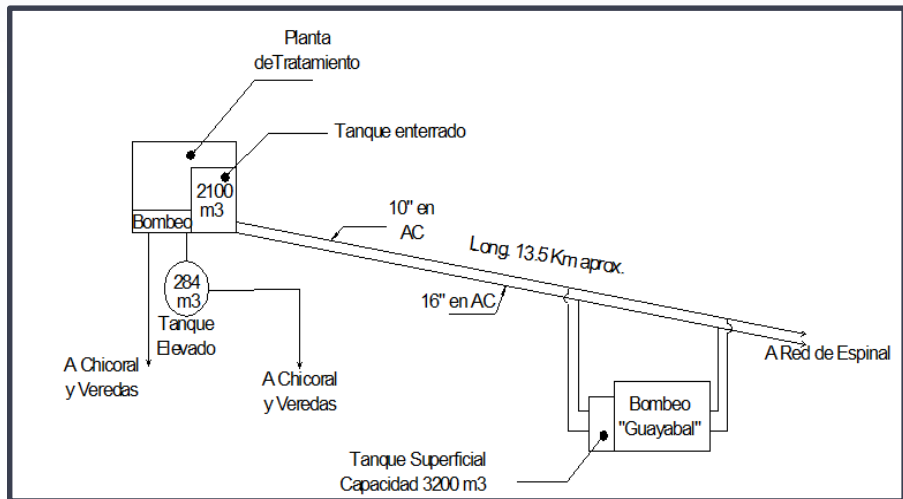 Planta
deTratamiento
Tanque enterrado
2100
m3
Bombeo
10" en
AC
Long. 13.5 Km aprox.
284
m3
16" en AC
Tanque
Elevado
A Red de Espinal
A Chicoral
y Veredas
A Chicoral
y Veredas
Bombeo
"Guayabal"
Tanque Superficial
Capacidad 3200 m3